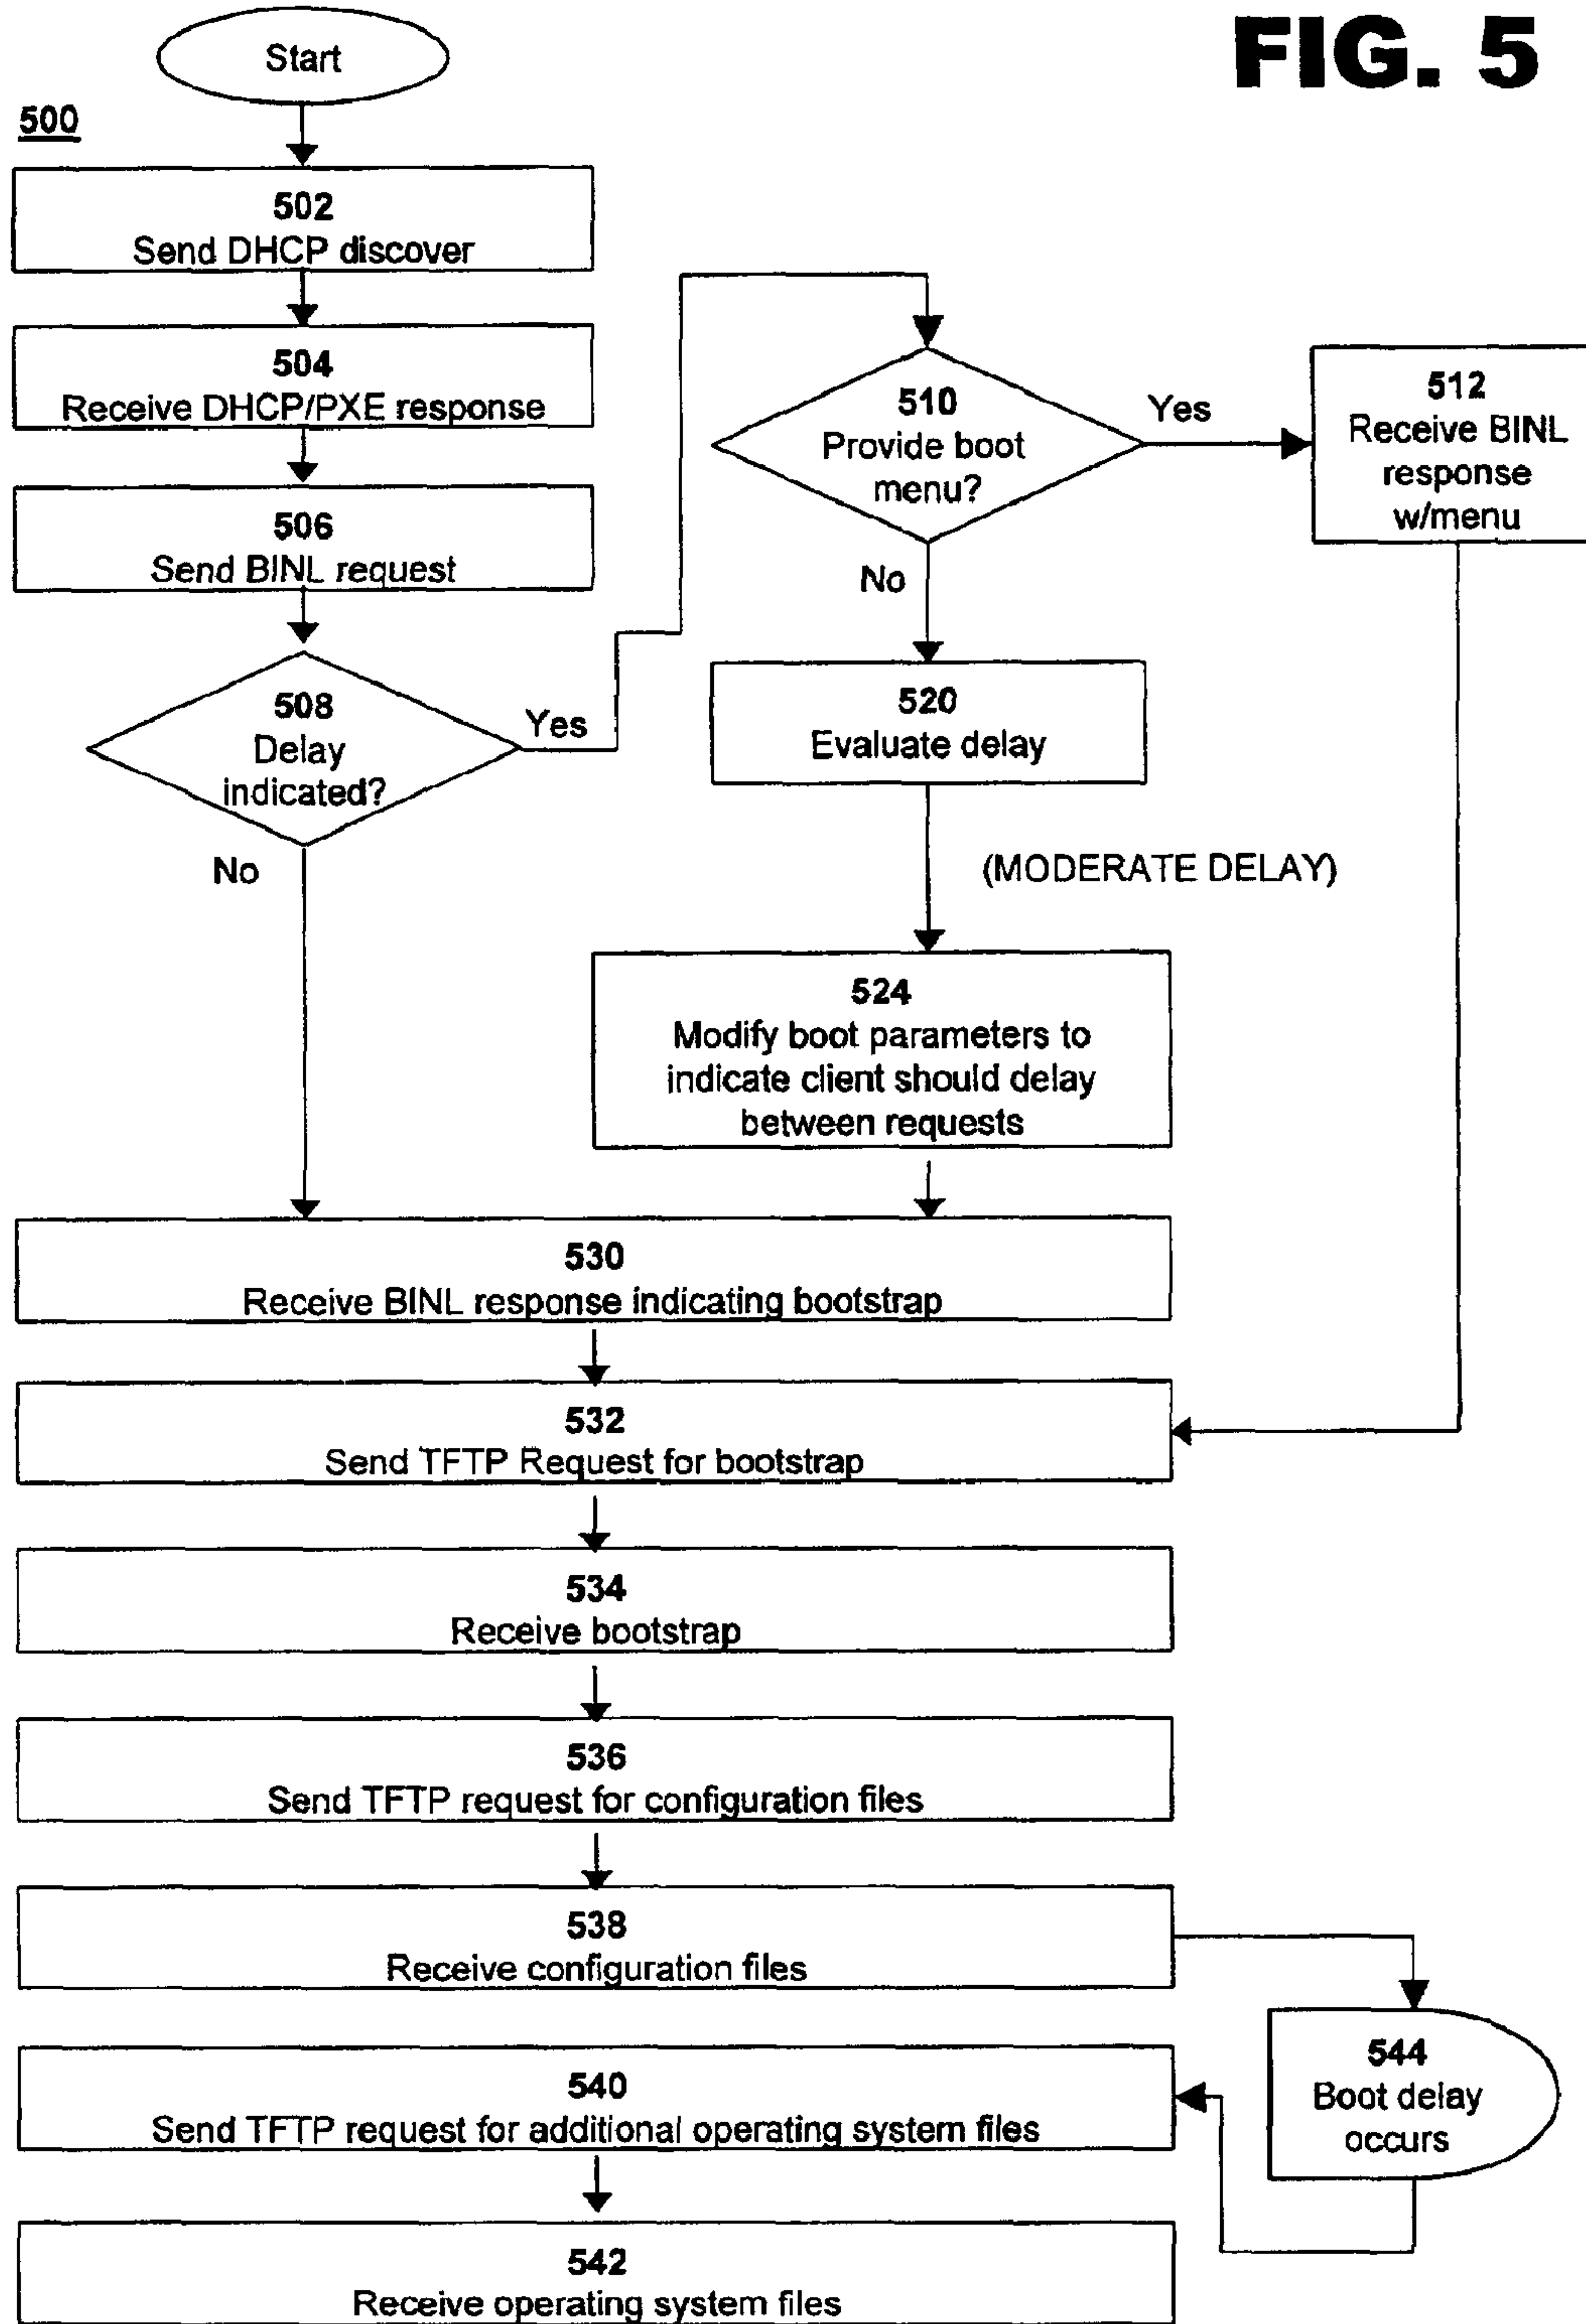 FIG. 5
Start
500
502
Send DHCP discover
504
Receive DHCP/PXE response
506
Send BINL request
508
Delay
indicated?
Yes
No
510
Provide boot
menu?
Yes
No
512
Receive BINL
response
w/menu
520
Evaluate delay
(MODERATE DELAY)
524
Modify boot parameters to
indicate client should delay
between requests
530
Receive BINL response indicating bootstrap
532
Send TFTP Request for bootstrap
534
Receive bootstrap
536
Send TFTP request for configuration files
538
Receive configuration files
544
Boot delay
occurs
540
Send TFTP request for additional operating system files
542
Receive operating system files